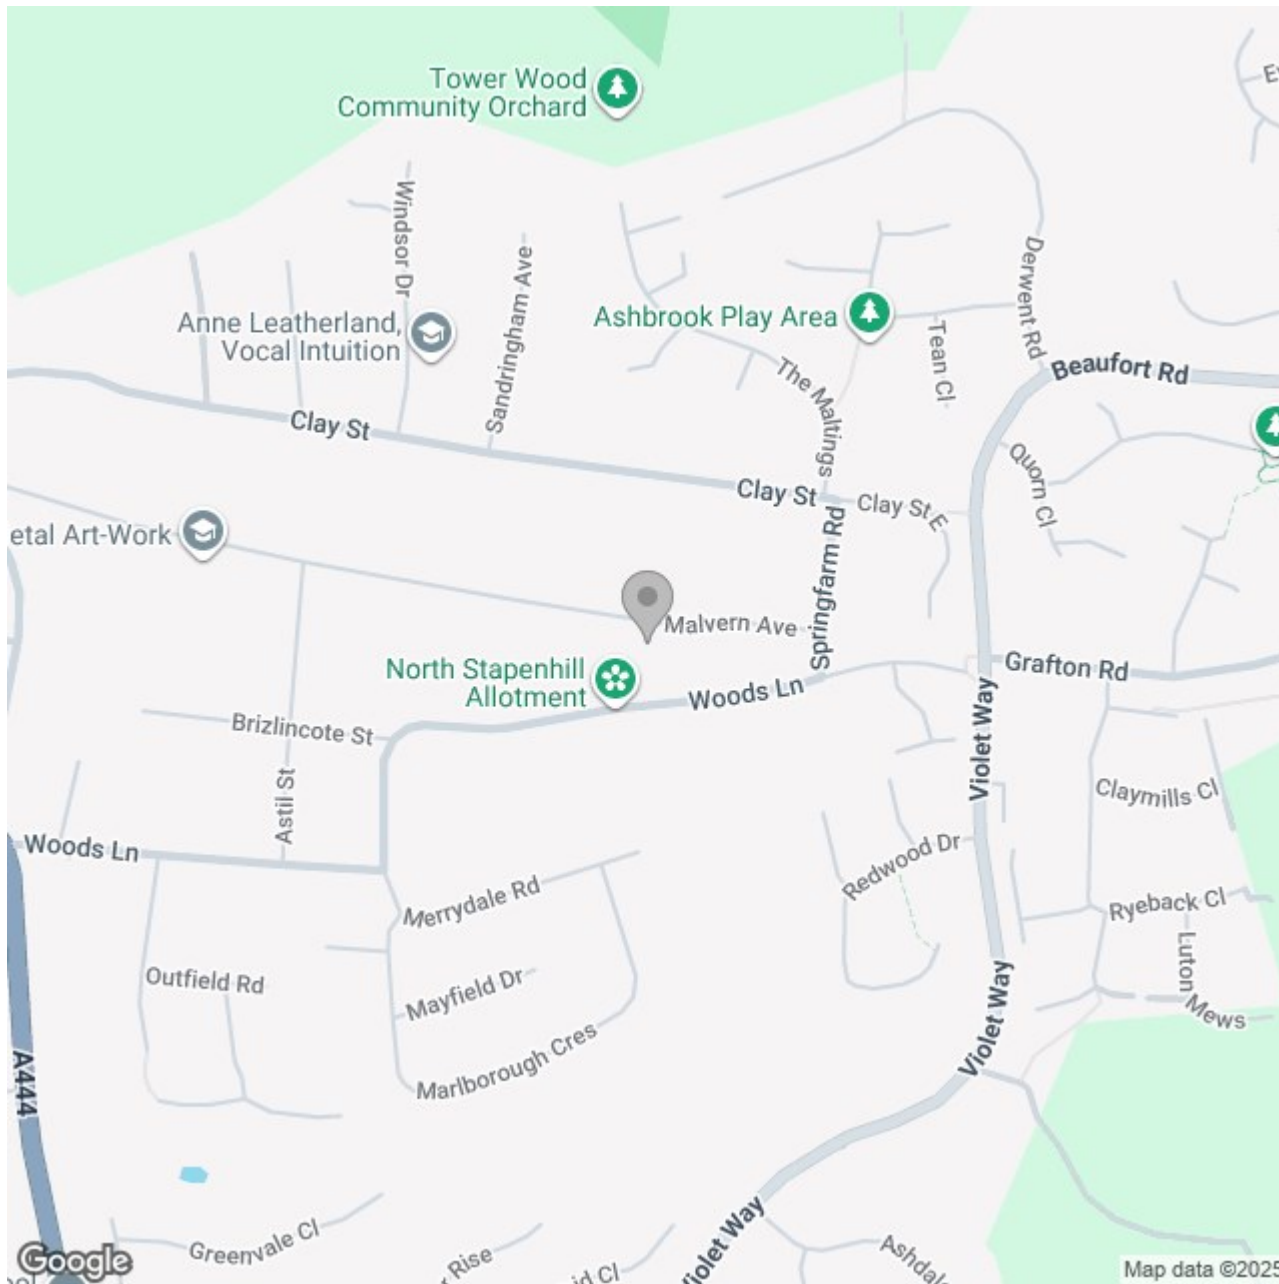 Tower Wood
Community Orchard
Windsor Dr
Sandringham Ave
Derwent Rd
Anne Leatherland,
Vocal Intuition
Ashbrook Play Area
Tean Cl
Beaufort Rd
The Maltings
Clay St
Quorn Cl
Clay St
Clay St E
etal Art-Work
Springfarm Rd
Malvern Ave
North Stapenhill
Allotment
Grafton Rd
Woods Ln
Brizlincote St
Violet Way
Astil St
Claymills Cl
Woods Ln
Redwood Dr
Merrydale Rd
Ryeback Cl
Luton
Mews
Outfield Rd
Mayfield Dr
Violet Way
Marlborough Cres
A444
Violet Way
Greenvale Cl
Rise
Ashdale
Google
Map data ©2025